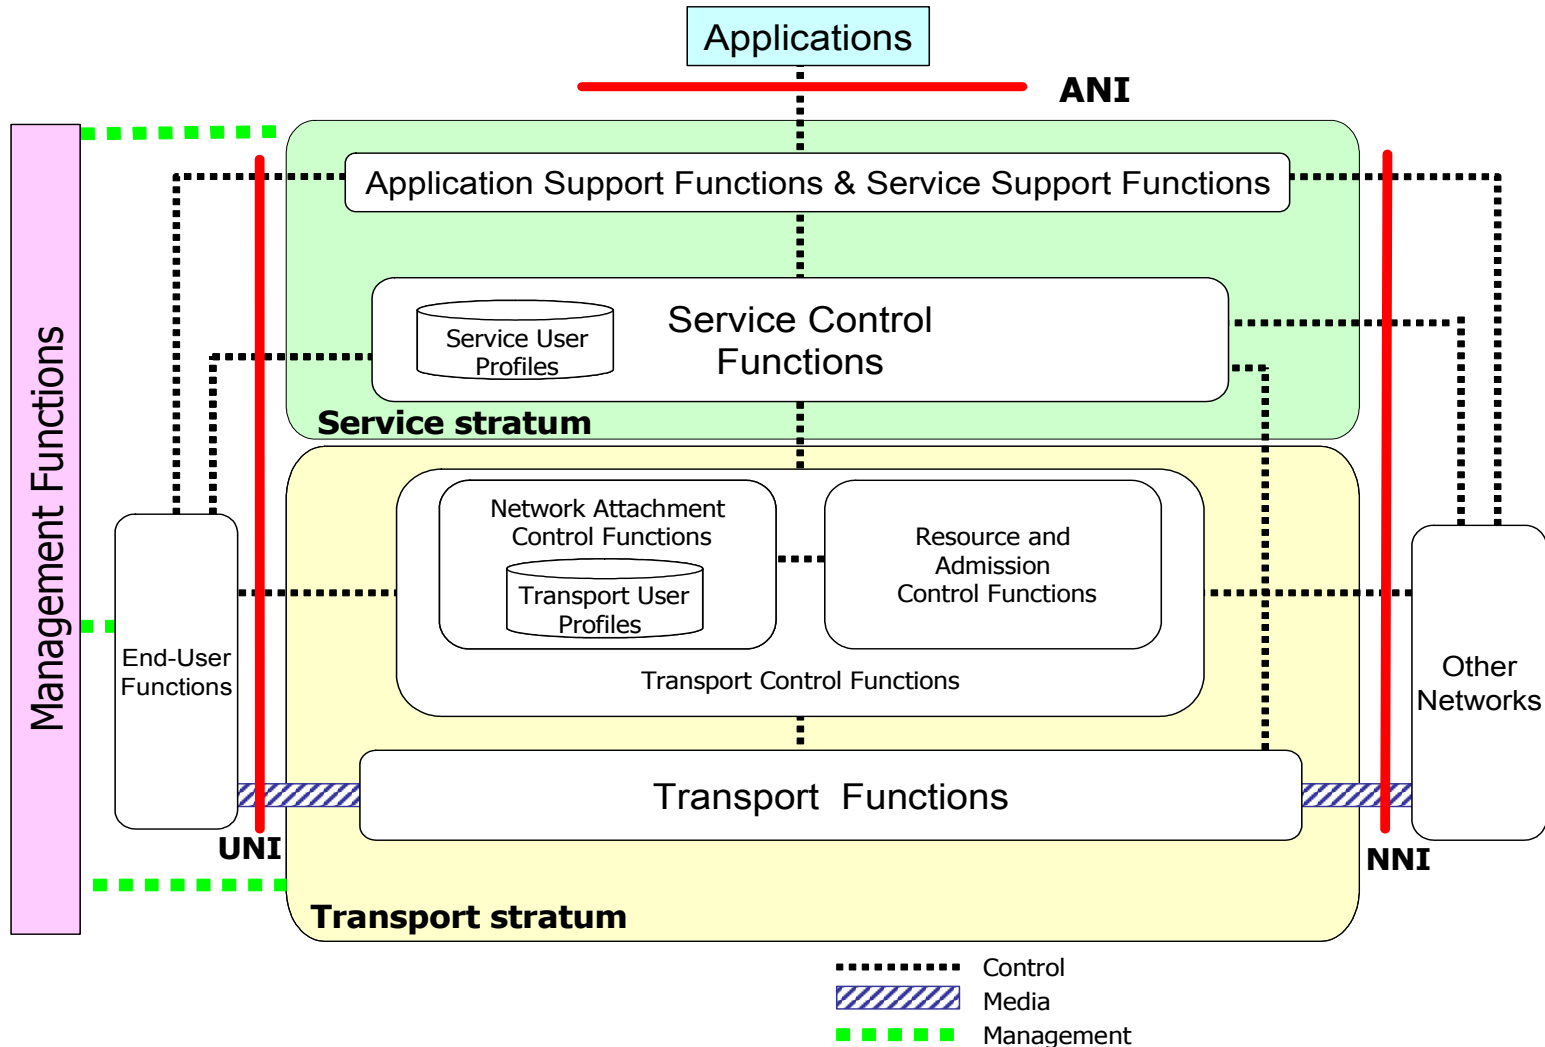 Applications
ANI
Application Support Functions & Service Support Functions
Service User
Profiles
Service Control
Functions
Service stratum
Management Functions
Network Attachment
Control Functions
Transport User
Profiles
Resource and
Admission
Control Functions
Transport Control Functions
End-User
Functions
Other
Networks
Transport Functions
UNI
NNI
Transport stratum
Control
Media
Management